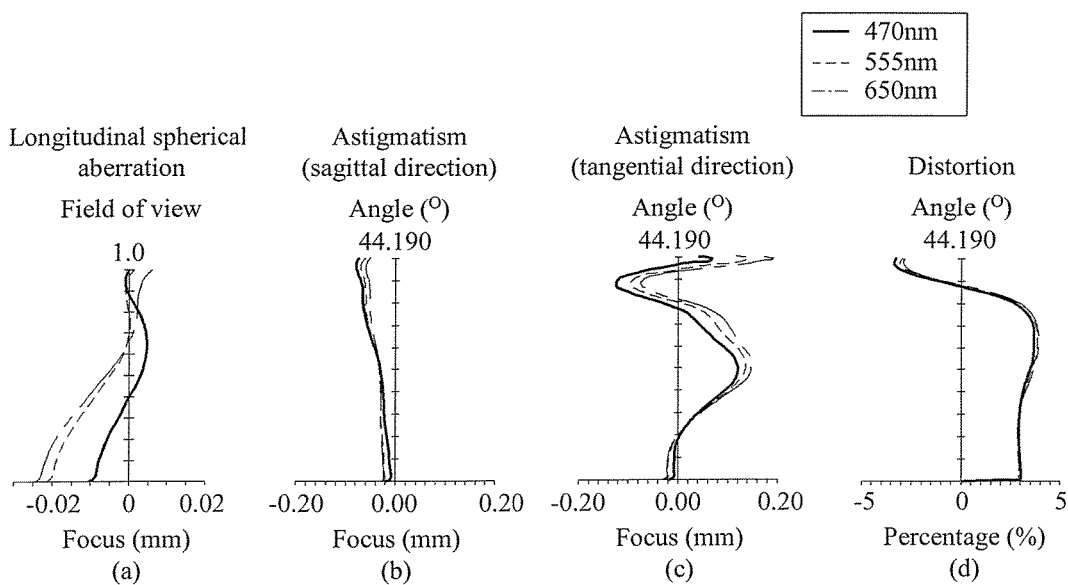 470nm
555nm
650nm
Longitudinal spherical
aberration
Field of view
1.0
-0.02 0 0.02
Focus (mm)
(a)
Astigmatism
(sagittal direction)
Angle (O)
44.190
-0.20 0.00 0.20
Focus (mm)
(b)
Astigmatism
(tangential direction)
Angle (O)
44.190
-0.20 0.00 0.20
Focus (mm)
(c)
Distortion
Angle (O)
44.190
-5 0 5
Percentage (%)
(d)